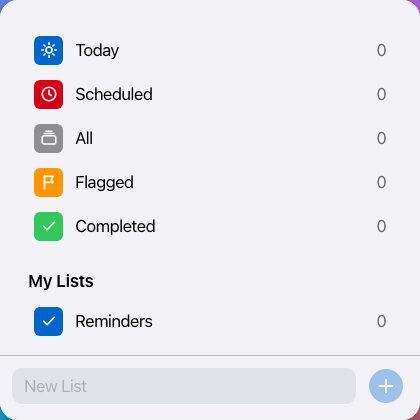 Today 0
Scheduled 0
All 0
Flagged 0
Completed 0
My Lists
Reminders 0
New List